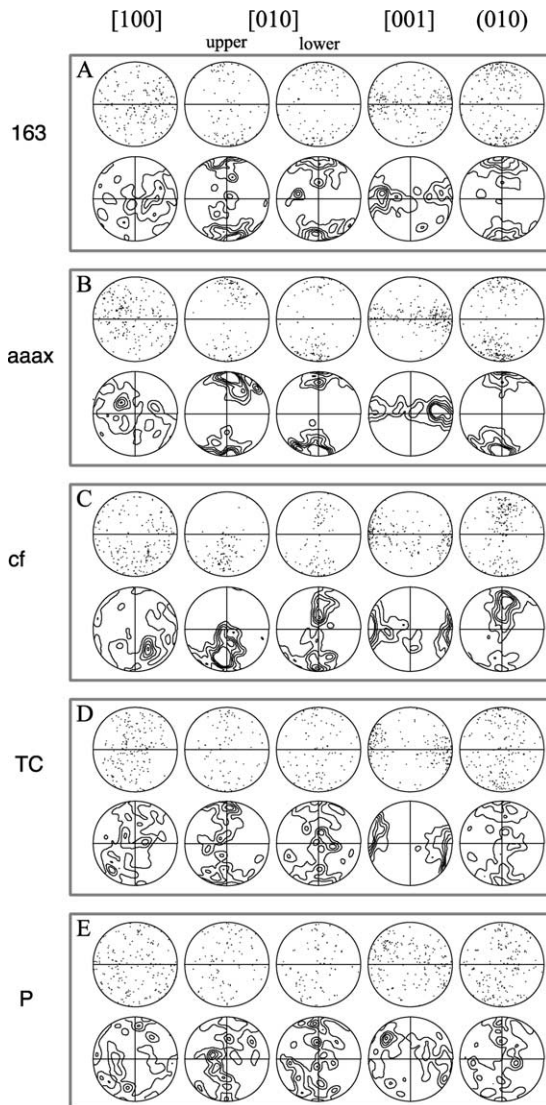 [100] [010] [001] (010)
upper lower
A
163
B
aaax
C
cf
D
TC
E
P